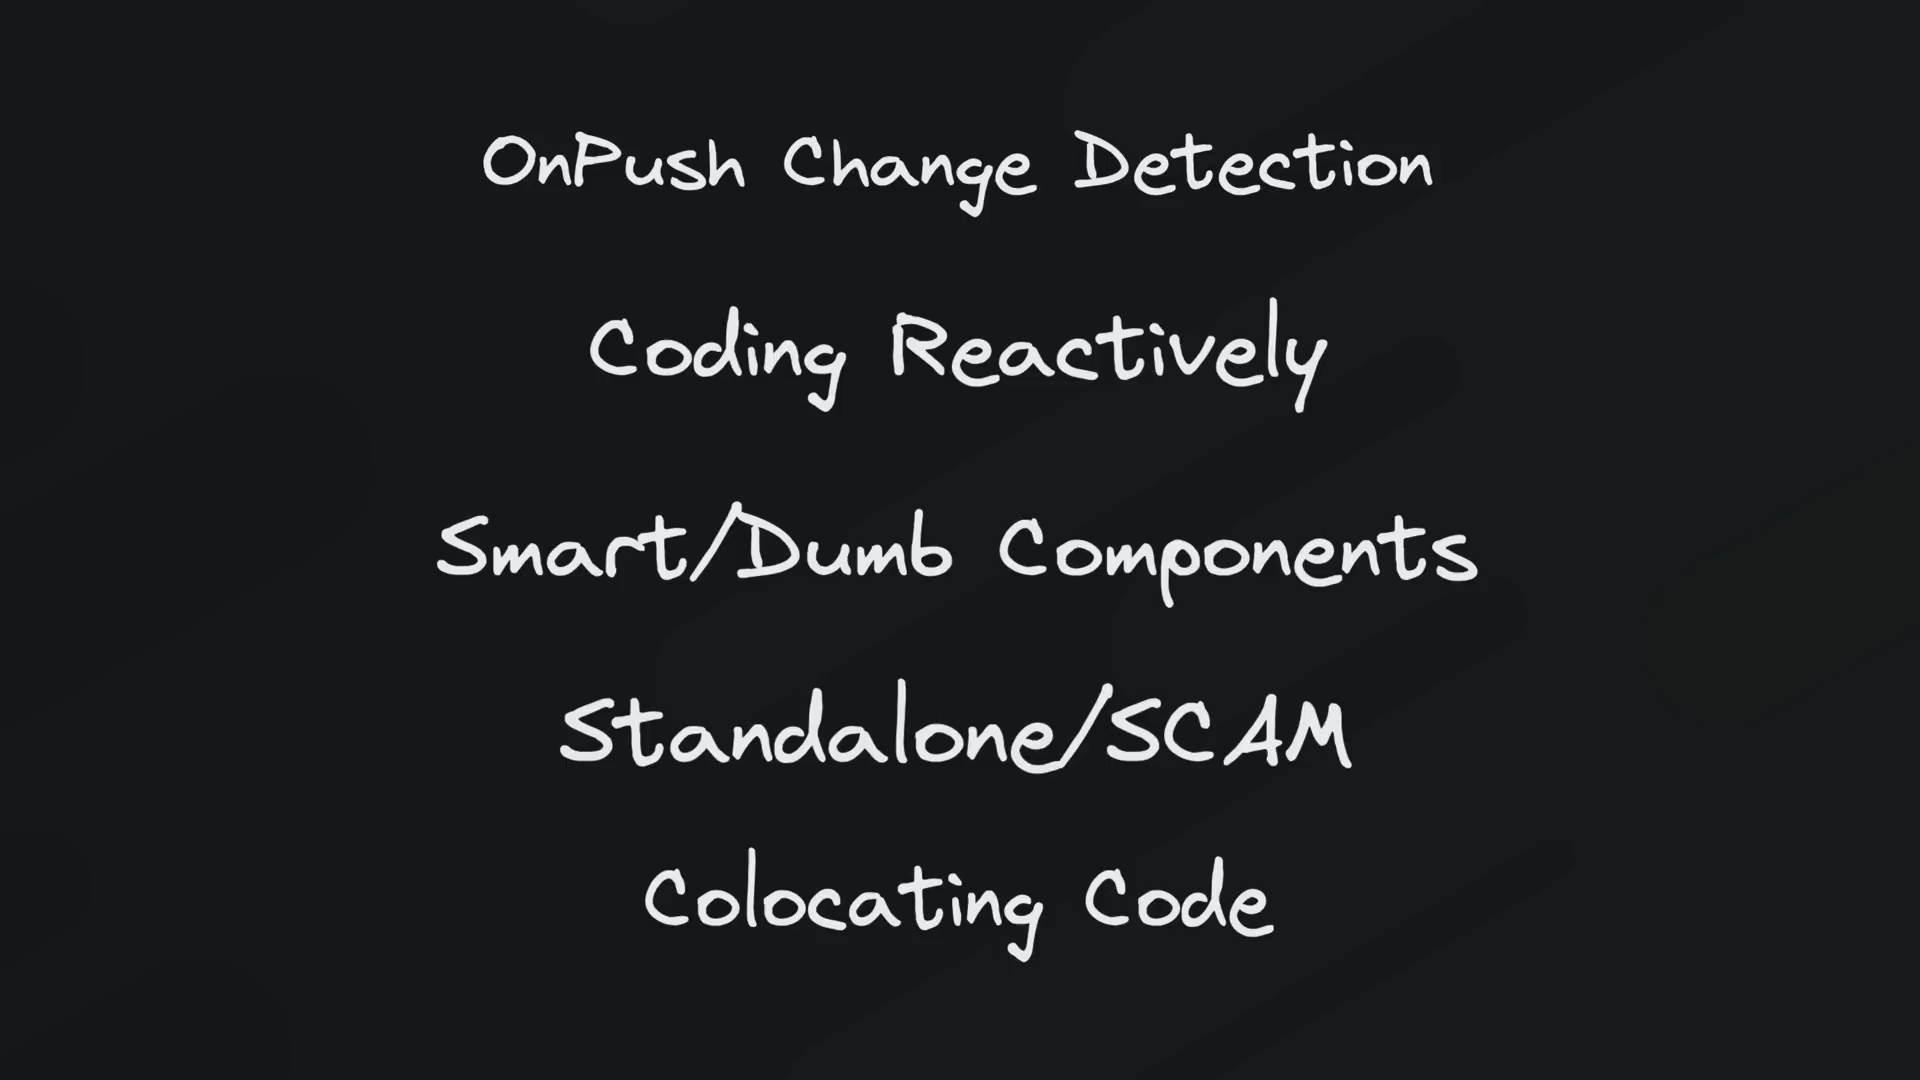 OnPush Change Detection
Coding Reactively
Smart/Dumb Components
Standalone/SCAM
Colocating Code